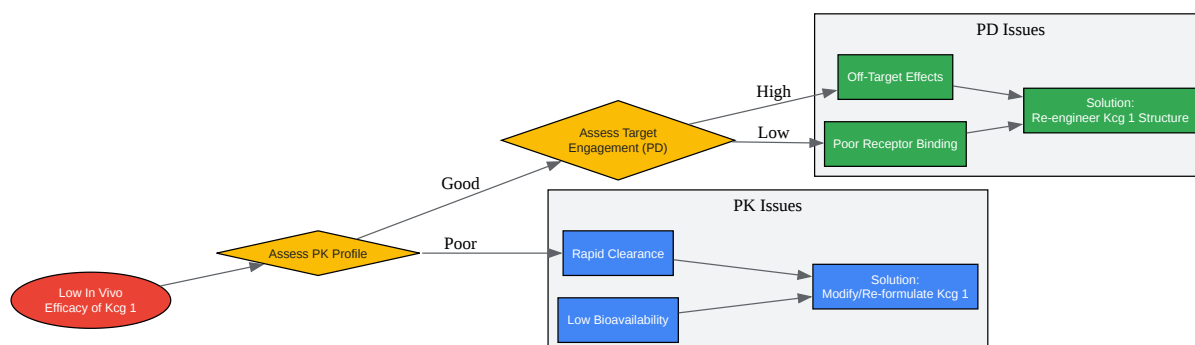 PD Issues
Off-Target Effects
High
Solution:
Re-engineer Kcg 1 Structure
Assess Target
Engagement (PD)
Low
Poor Receptor Binding
Good
PK Issues
Assess PK Profile
Poor
Rapid Clearance
Solution:
Modify/Re-formulate Kcg 1
Low In Vivo
Efficacy of Kcg 1
Low Bioavailability